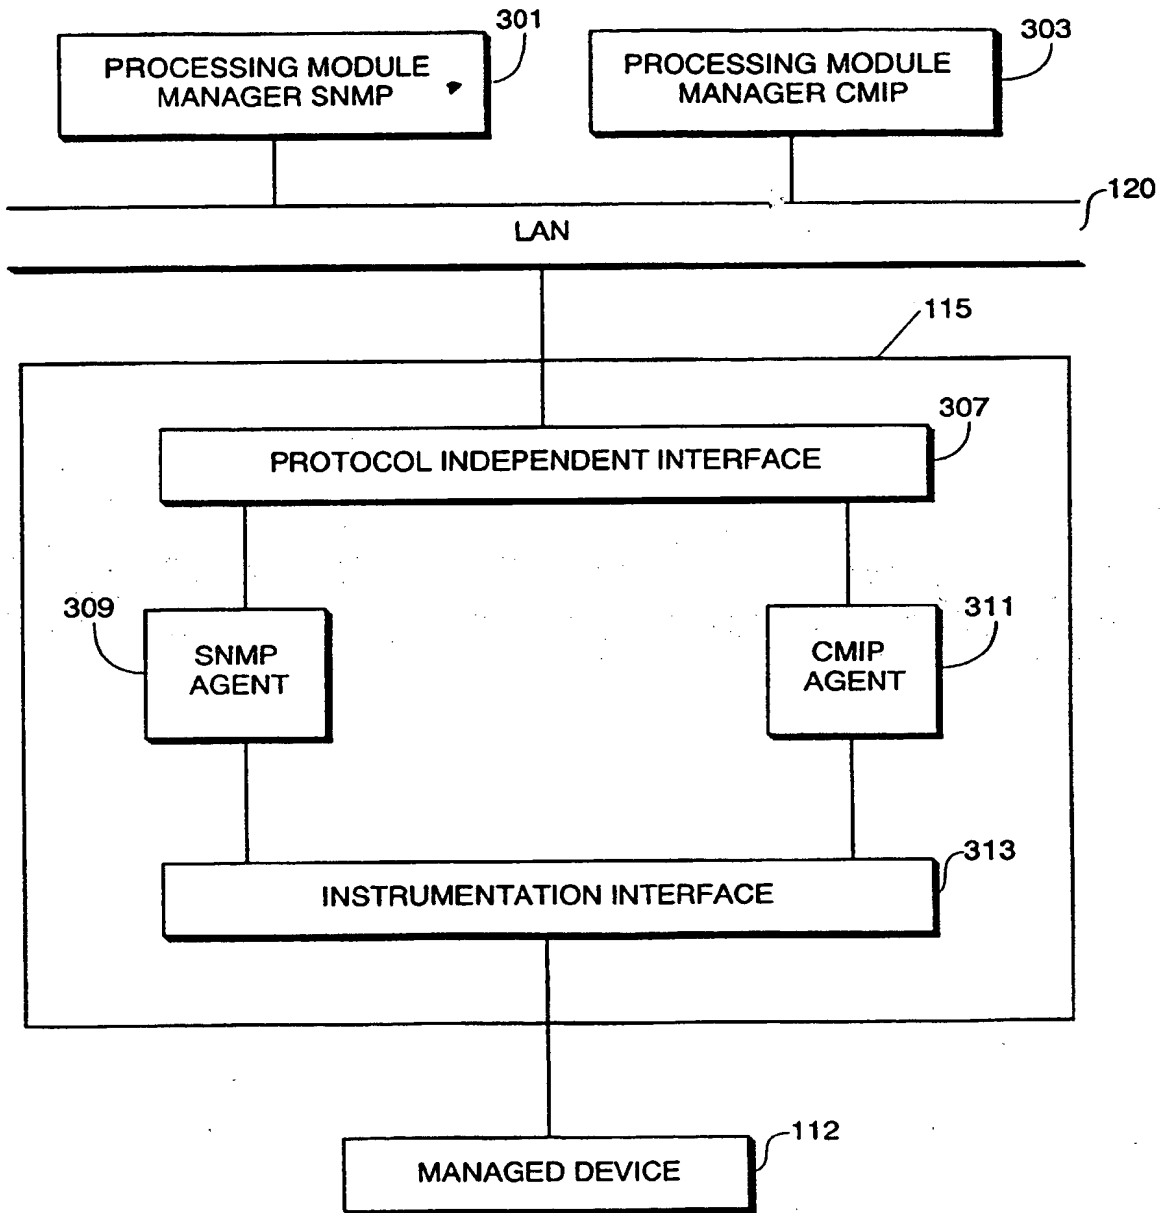 301
PROCESSING MODULE
MANAGER SNMP
303
PROCESSING MODULE
MANAGER CMIP
120
LAN
115
307
PROTOCOL INDEPENDENT INTERFACE
309
SNMP
AGENT
311
CMIP
AGENT
313
INSTRUMENTATION INTERFACE
112
MANAGED DEVICE